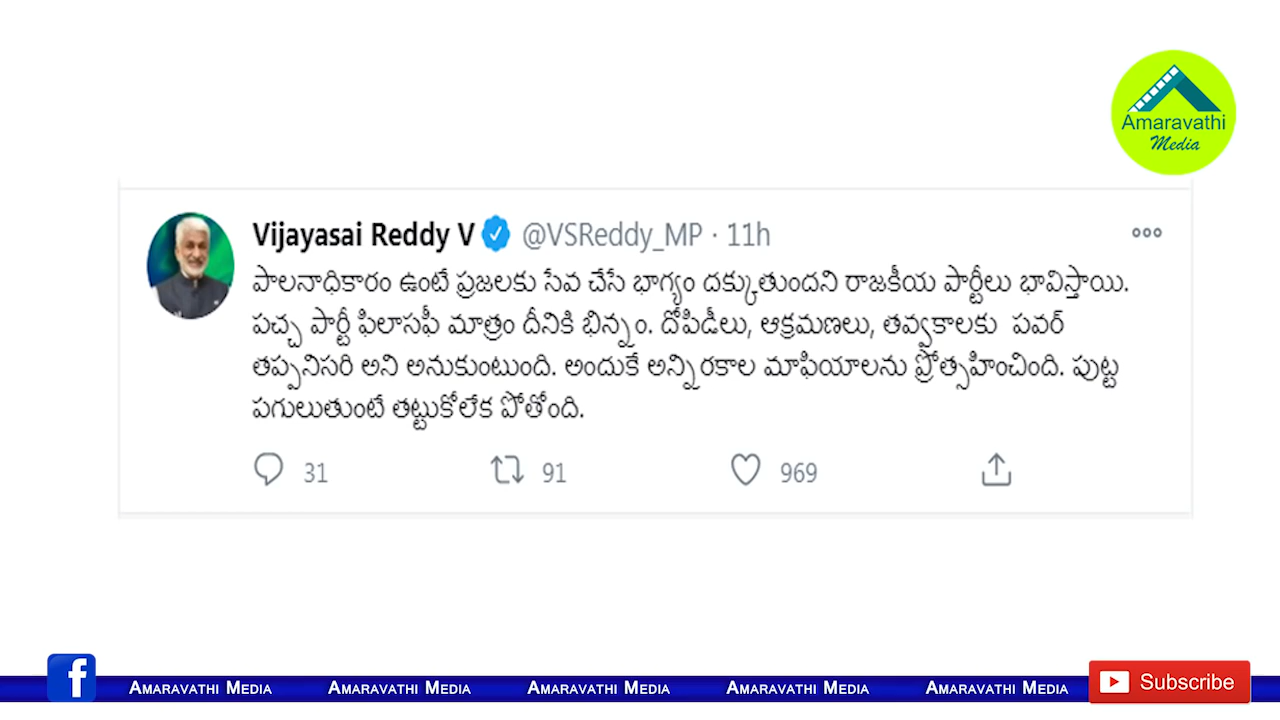 Amaravathi
Media
Vijayasai Reddy V @VSReddy_MP · 11h
పాలనాధికారం ఉంటే ప్రజలకు సేవ చేసే భాగ్యం దక్కుతుందని రాజకీయ పార్టీలు భావిస్తాయి.
పచ్చ పార్టీ ఫిలాసఫీ మాత్రం దీనికి భిన్నం. దోపిడీలు, ఆక్రమణలు, తవ్వకాలకు పవర్
తప్పనిసరి అని అనుకుంటుంది. అందుకే అన్నిరకాల మాఫియాలను ప్రోత్సహించింది. పుట్ట
పగులుతుంటే తట్టుకోలేక పోతోంది.
31 91 969
f Amaravathi Media Amaravathi Media Amaravathi Media Amaravathi Media Amaravathi Media Subscribe